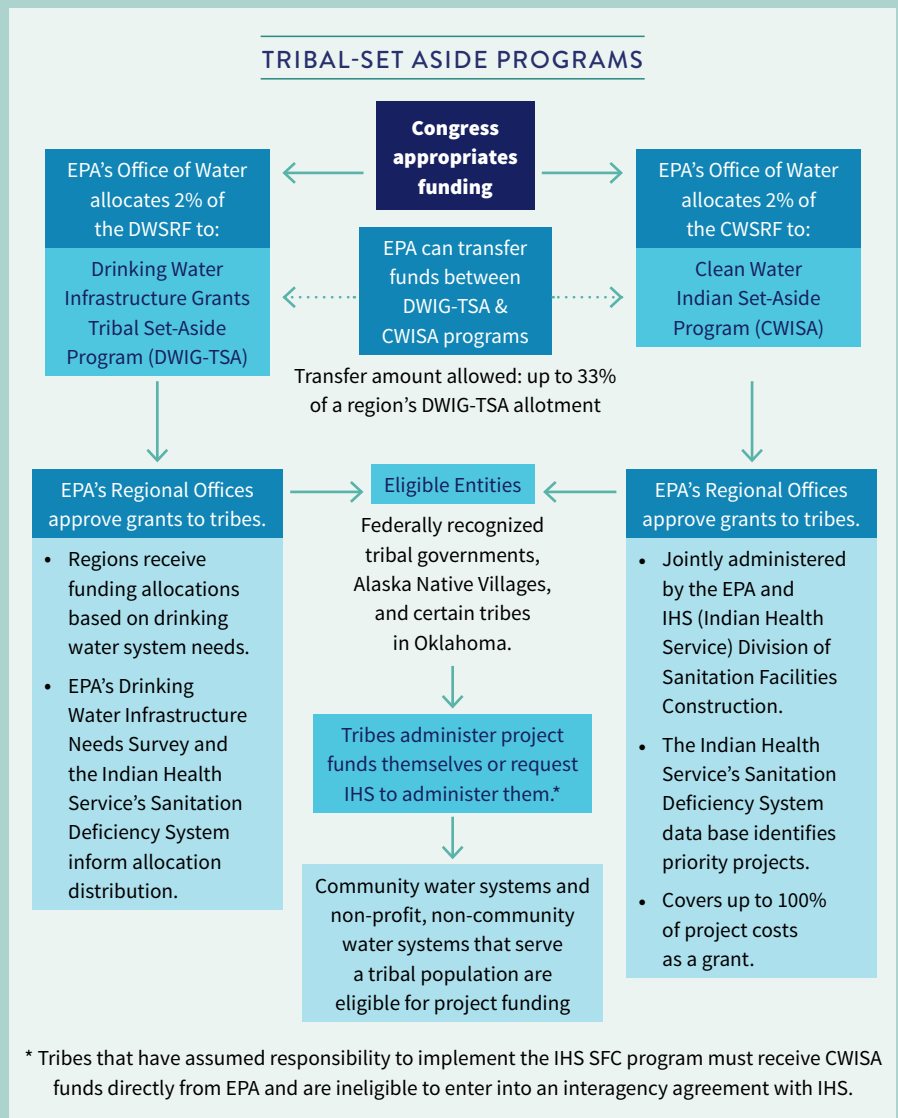 TRIBAL-SET ASIDE PROGRAMS
Congress
appropriates
funding
EPA’s Office of Water
allocates 2% of
the DWSRF to:
Drinking Water
Infrastructure Grants
Tribal Set-Aside
Program (DWIG-TSA)
EPA can transfer
funds between
DWIG-TSA &
CWISA programs
Transfer amount allowed: up to 33%
of a region’s DWIG-TSA allotment
EPA’s Office of Water
allocates 2% of
the CWSRF to:
Clean Water
Indian Set-Aside
Program (CWISA)
EPA’s Regional Offices
approve grants to tribes.
• Regions receive
funding allocations
based on drinking
water system needs.
• EPA’s Drinking
Water Infrastructure
Needs Survey and
the Indian Health
Service’s Sanitation
Deficiency System
inform allocation
distribution.
Eligible Entities
Federally recognized
tribal governments,
Alaska Native Villages,
and certain tribes
in Oklahoma.
Tribes administer project
funds themselves or request
IHS to administer them.*
Community water systems and
non-profit, non-community
water systems that serve
a tribal population are
eligible for project funding
EPA’s Regional Offices
approve grants to tribes.
• Jointly administered
by the EPA and
IHS (Indian Health
Service) Division of
Sanitation Facilities
Construction.
• The Indian Health
Service’s Sanitation
Deficiency System
data base identifies
priority projects.
• Covers up to 100%
of project costs
as a grant.
* Tribes that have assumed responsibility to implement the IHS SFC program must receive CWISA
funds directly from EPA and are ineligible to enter into an interagency agreement with IHS.